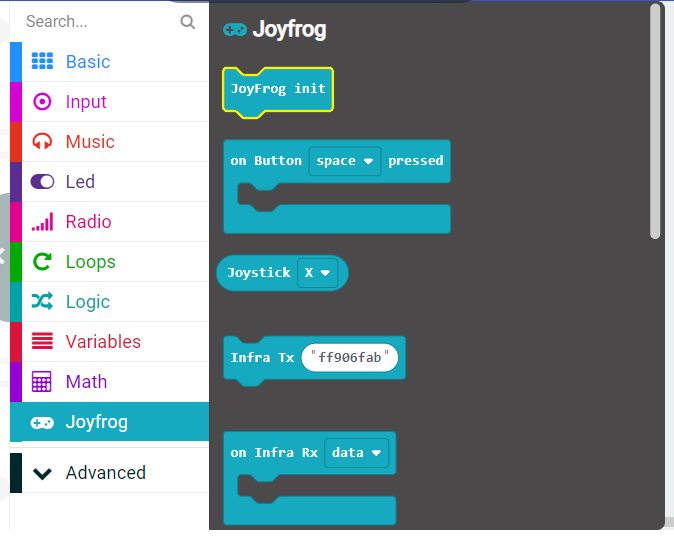 Search...
Basic
Input
Music
Led
Radio
Loops
Logic
Variables
Math
Joyfrog
Advanced
Joyfrog
JoyFrog init
on Button space pressed
Joystick X
Infra Tx "ff906fab"
on Infra Rx data